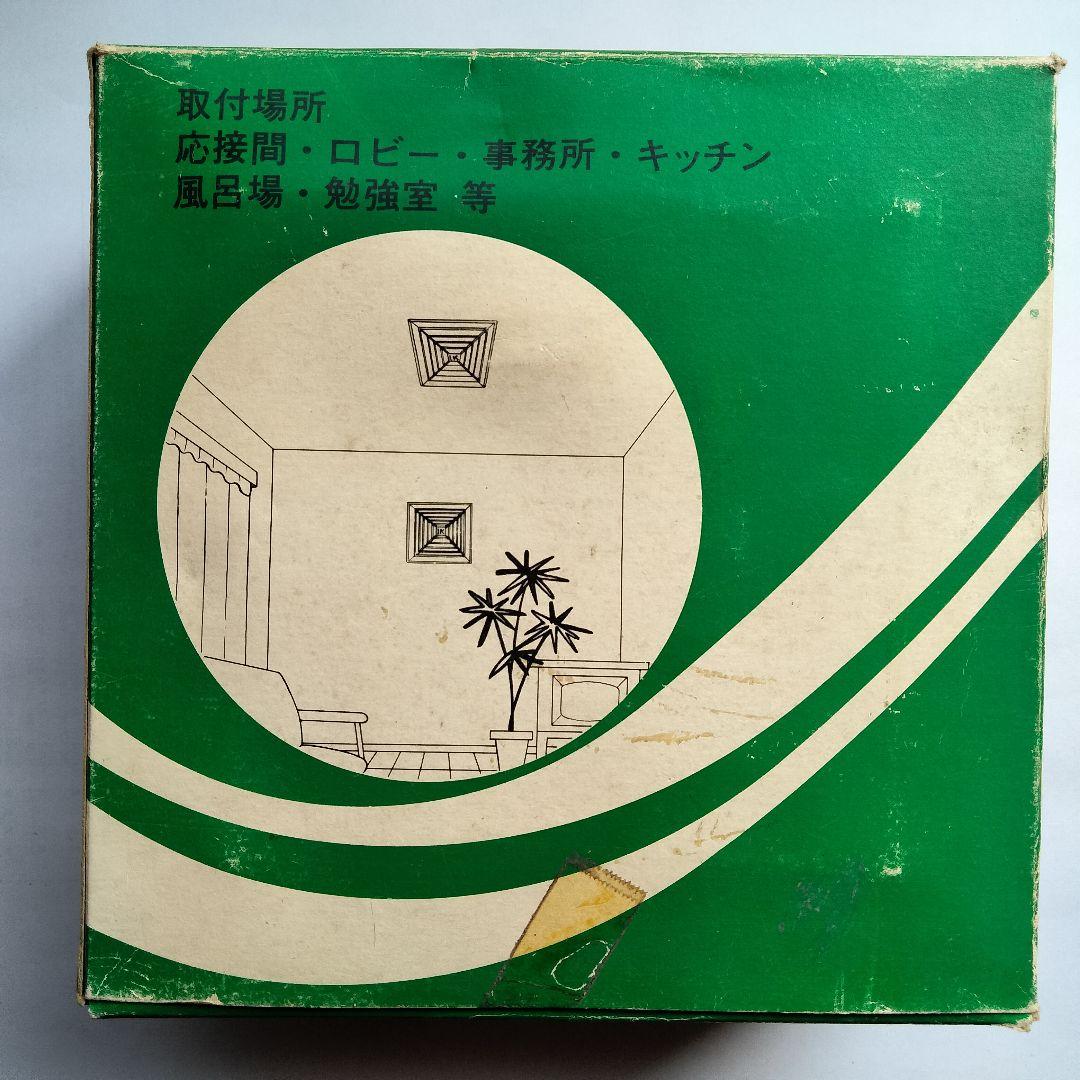 取付場所
応接間・ロビー・事務所・キッチン
風呂場・勉強室 等